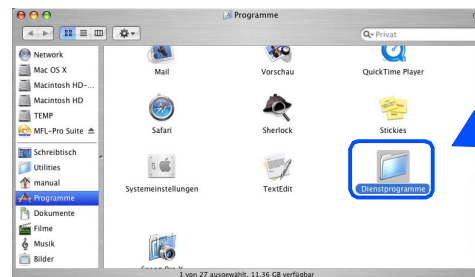 Programme
Privat
Network
Mac OS X
Macintosh HD-...
Macintosh HD
TEMP
MFL-Pro Suite
Schreibtisch
Utilities
manual
Programme
Dokumente
Filme
Musik
Bilder
Mail
Vorschau
QuickTime Player
Safari
Sherlock
Stickies
Systemeinstellungen
TextEdit
Dienstprogramme
1 von 27 ausgewählt, 11.36 GB verfügbar